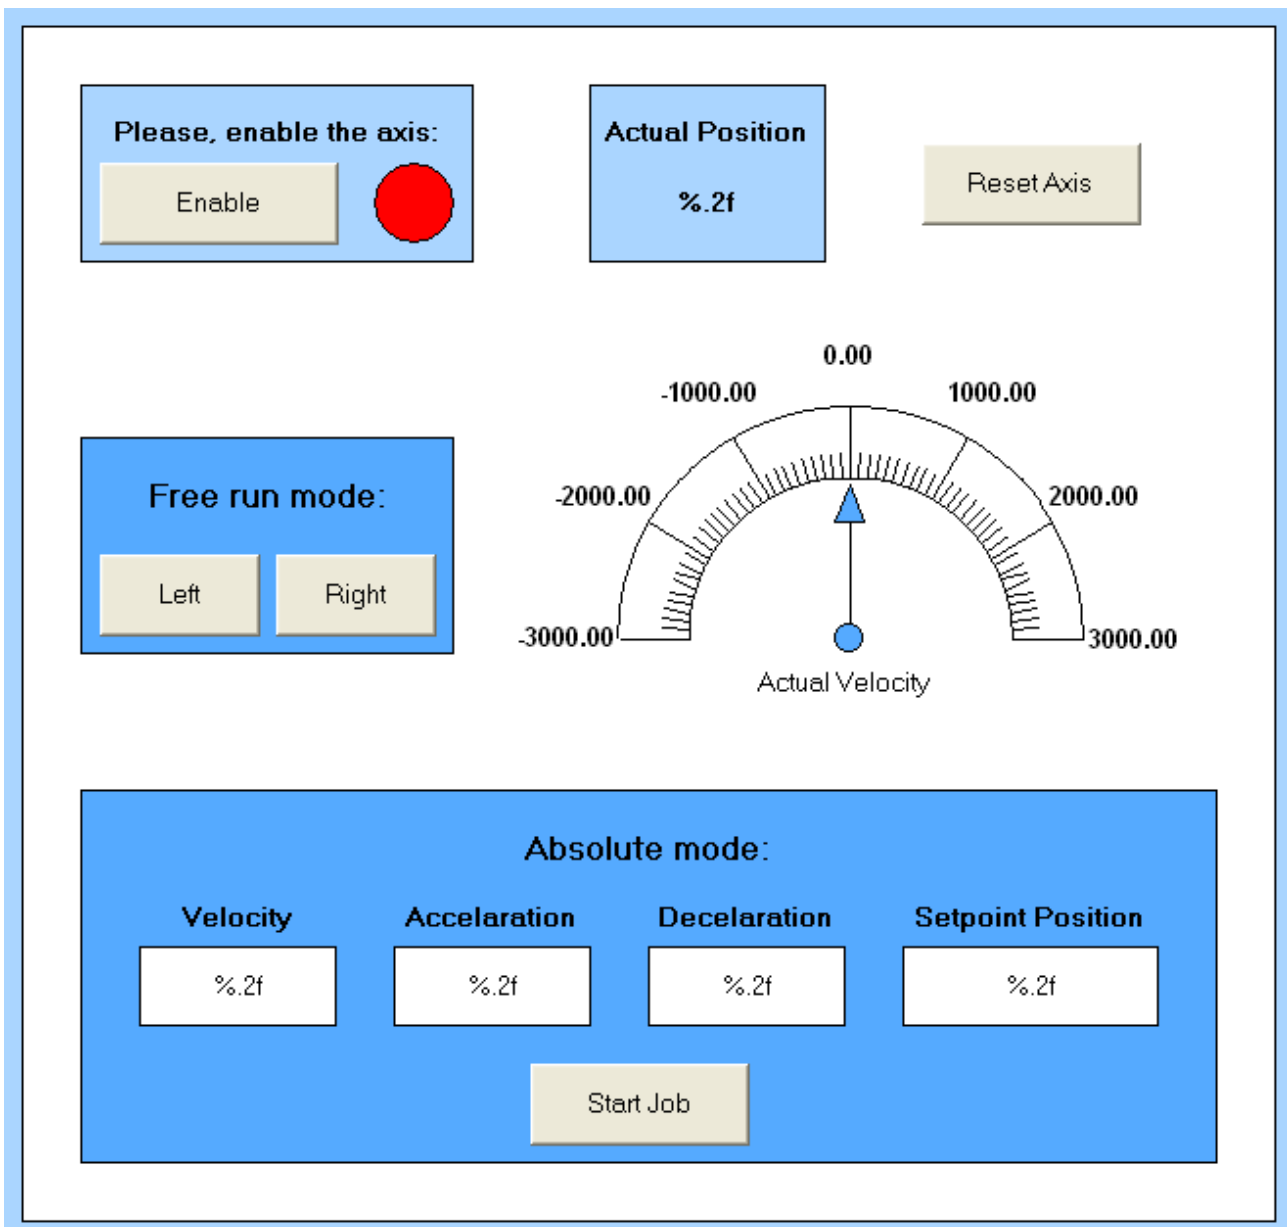 Please, enable the axis:
Enable
Actual Position
%.2f
Reset Axis
0.00
-1000.00
1000.00
-2000.00
2000.00
-3000.00
3000.00
Actual Velocity
Free run mode:
Left
Right
Absolute mode:
Velocity
Accelaration
Decelaration
Setpoint Position
%.2f
%.2f
%.2f
%.2f
Start Job